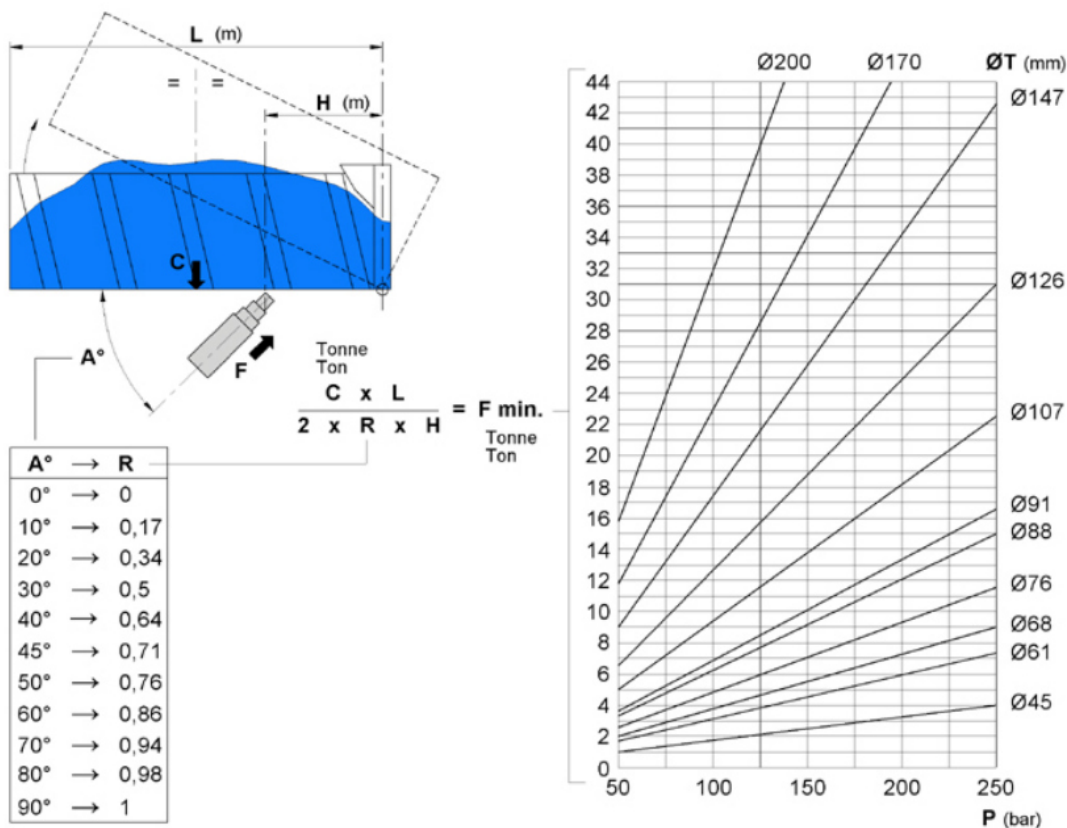 L (m)
= =
H (m)
C
A°
F
Tonne
Ton
C x L
2 x R x H
= F min.
Tonne
Ton
A° → R
0° → 0
10° → 0,17
20° → 0,34
30° → 0,5
40° → 0,64
45° → 0,71
50° → 0,76
60° → 0,86
70° → 0,94
80° → 0,98
90° → 1
Ø200 Ø170 ØT (mm)
44
42
40
38
36
34
32
30
28
26
24
22
20
18
16
14
12
10
8
6
4
2
0
Ø147
Ø126
Ø107
Ø91
Ø88
Ø76
Ø68
Ø61
Ø45
50 100 150 200 250
P (bar)